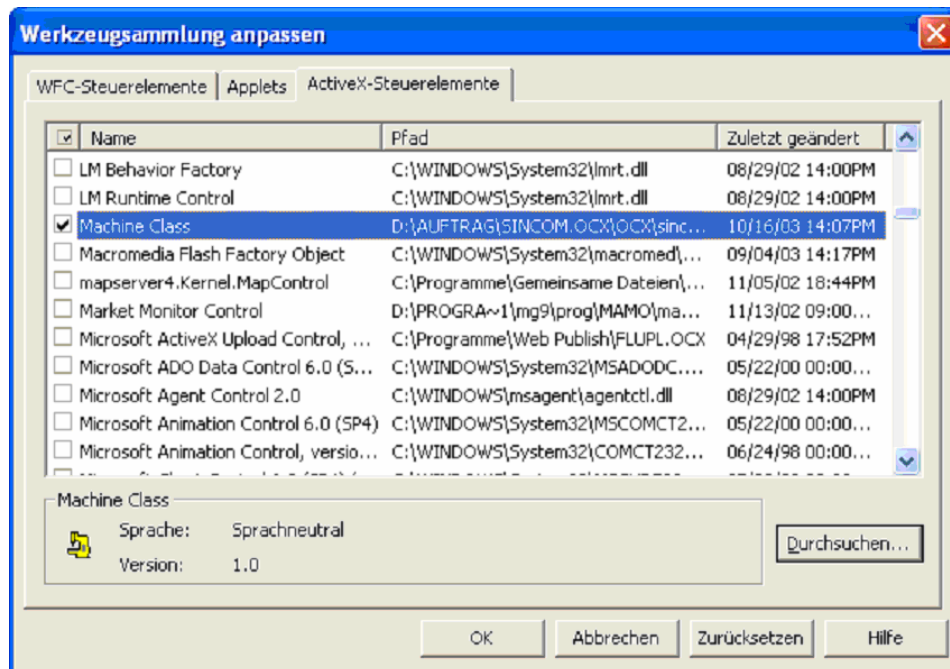 Werkzeugsammlung anpassen
WFC-Steuerelemente Applets ActiveX-Steuerelemente
Name Pfad Zuletzt geändert
LM Behavior Factory C:\WINDOWS\System32\lmrt.dll 08/29/02 14:00PM
LM Runtime Control C:\WINDOWS\System32\lmrt.dll 08/29/02 14:00PM
Machine Class D:\AUFTRAG\SINCOM.OCX\OCX\sinc... 10/16/03 14:07PM
Macromedia Flash Factory Object C:\WINDOWS\System32\macromed\... 09/04/03 14:17PM
mapserver4.Kernel.MapControl C:\Programme\Gemeinsame Dateien\... 11/05/02 18:44PM
Market Monitor Control D:\PROGRA~1\mg9\prog\MAMO\ma... 11/13/02 09:00...
Microsoft ActiveX Upload Control, ... C:\Programme\Web Publish\FLUPL.OCX 04/29/98 17:52PM
Microsoft ADO Data Control 6.0 (S... C:\WINDOWS\System32\MSADODC.... 05/22/00 00:00...
Microsoft Agent Control 2.0 C:\WINDOWS\msagent\agentctl.dll 08/29/02 14:00PM
Microsoft Animation Control 6.0 (SP4) C:\WINDOWS\System32\MSCOMCT2... 05/22/00 00:00...
Microsoft Animation Control, versio... C:\WINDOWS\System32\COMCT232... 06/24/98 00:00...
Machine Class
Sprache: Sprachneutral
Durchsuchen...
Version: 1.0
OK Abbrechen Zurücksetzen Hilfe